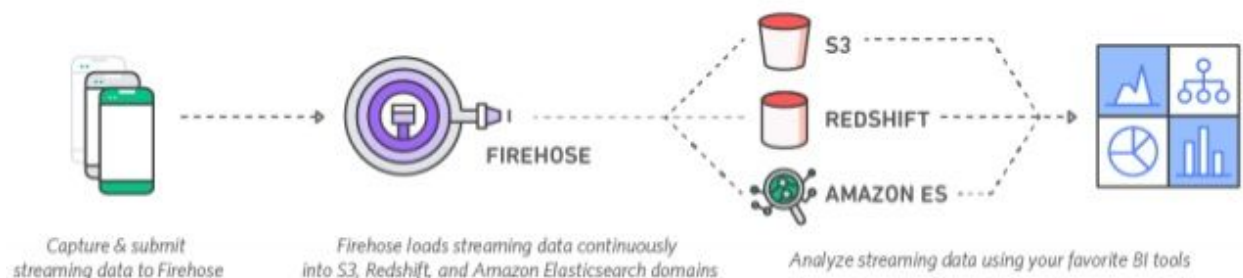 S3
REDSHIFT
FIREHOSE
AMAZON ES
Capture & submit
streaming data to Firehose
Firehose loads streaming data continuously
into S3, Redshift, and Amazon Elasticsearch domains
Analyze streaming data using your favorite BI tools